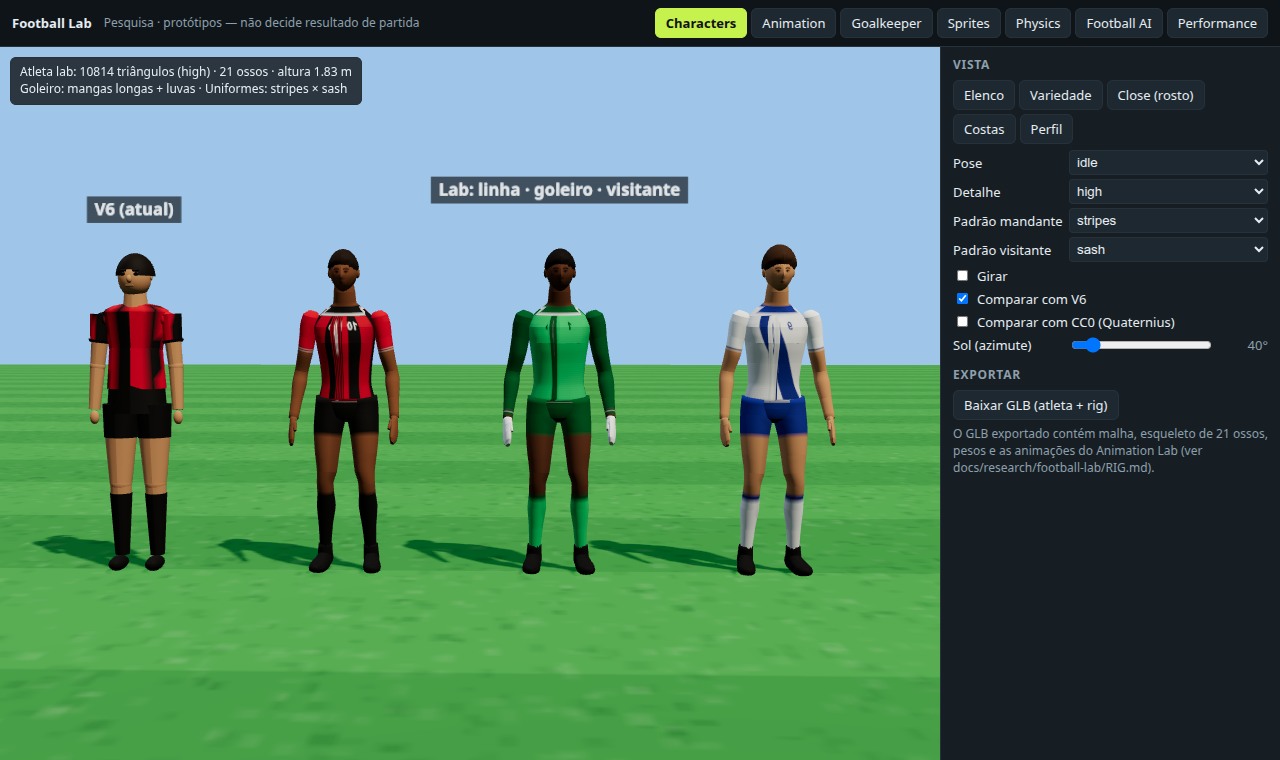 Football Lab
Pesquisa · protótipos — não decide resultado de partida
Characters
Animation
Goalkeeper
Sprites
Physics
Football AI
Performance
Atleta lab: 10814 triângulos (high) · 21 ossos · altura 1.83 m
Goleiro: mangas longas + luvas · Uniformes: stripes × sash
V6 (atual)
Lab: linha · goleiro · visitante
VISTA
Elenco
Variedade
Close (rosto)
Costas
Perfil
Pose
idle
Detalhe
high
Padrão mandante
stripes
Padrão visitante
sash
Girar
Comparar com V6
Comparar com CC0 (Quaternius)
Sol (azimute)
40°
EXPORTAR
Baixar GLB (atleta + rig)
O GLB exportado contém malha, esqueleto de 21 ossos,
pesos e as animações do Animation Lab (ver
docs/research/football-lab/RIG.md).